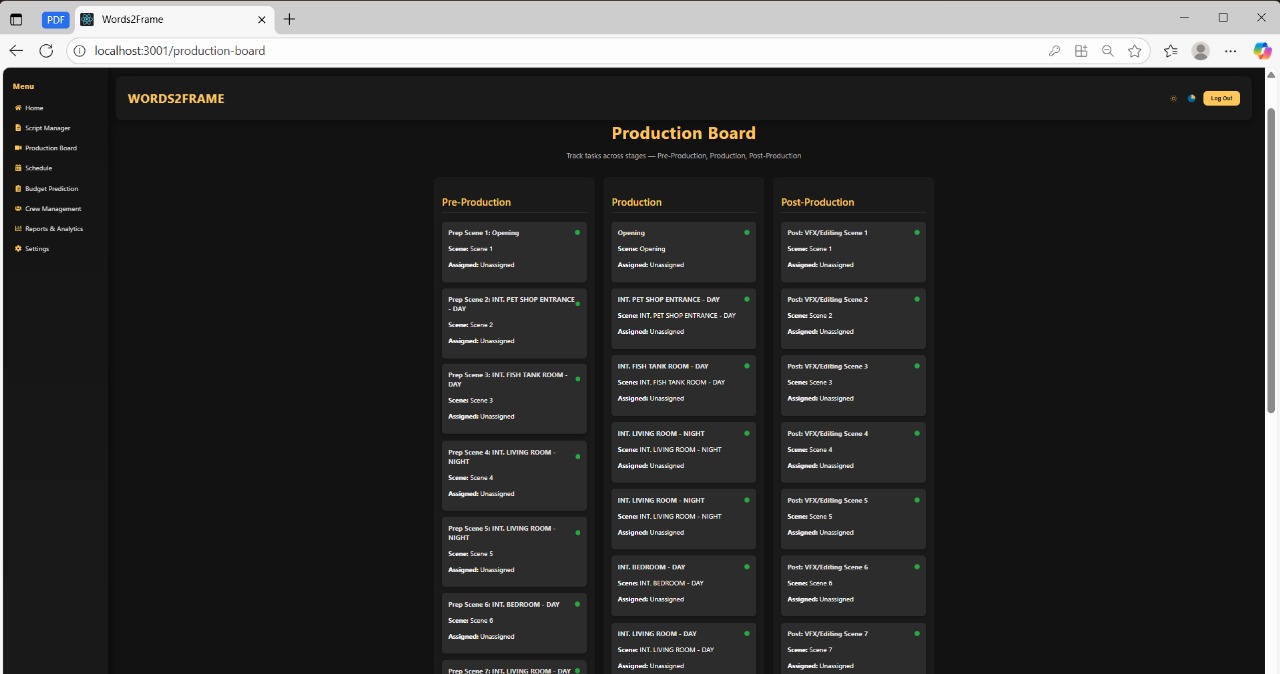 PDF
Words2Frame
localhost:3001/production-board
Menu
Home
Script Manager
Production Board
Schedule
Budget Prediction
Crew Management
Reports & Analytics
Settings
WORDS2FRAME
Log Out
Production Board
Track tasks across stages — Pre-Production, Production, Post-Production
Pre-Production
Prep Scene 1: Opening
Scene: Scene 1
Assigned: Unassigned
Prep Scene 2: INT. PET SHOP ENTRANCE
- DAY
Scene: Scene 2
Assigned: Unassigned
Prep Scene 3: INT. FISH TANK ROOM -
DAY
Scene: Scene 3
Assigned: Unassigned
Prep Scene 4: INT. LIVING ROOM -
NIGHT
Scene: Scene 4
Assigned: Unassigned
Prep Scene 5: INT. LIVING ROOM -
NIGHT
Scene: Scene 5
Assigned: Unassigned
Prep Scene 6: INT. BEDROOM - DAY
Scene: Scene 6
Assigned: Unassigned
Prep Scene 7: INT. LIVING ROOM - DAY
Production
Opening
Scene: Opening
Assigned: Unassigned
INT. PET SHOP ENTRANCE - DAY
Scene: INT. PET SHOP ENTRANCE - DAY
Assigned: Unassigned
INT. FISH TANK ROOM - DAY
Scene: INT. FISH TANK ROOM - DAY
Assigned: Unassigned
INT. LIVING ROOM - NIGHT
Scene: INT. LIVING ROOM - NIGHT
Assigned: Unassigned
INT. LIVING ROOM - NIGHT
Scene: INT. LIVING ROOM - NIGHT
Assigned: Unassigned
INT. BEDROOM - DAY
Scene: INT. BEDROOM - DAY
Assigned: Unassigned
INT. LIVING ROOM - DAY
Scene: INT. LIVING ROOM - DAY
Assigned: Unassigned
Post-Production
Post: VFX/Editing Scene 1
Scene: Scene 1
Assigned: Unassigned
Post: VFX/Editing Scene 2
Scene: Scene 2
Assigned: Unassigned
Post: VFX/Editing Scene 3
Scene: Scene 3
Assigned: Unassigned
Post: VFX/Editing Scene 4
Scene: Scene 4
Assigned: Unassigned
Post: VFX/Editing Scene 5
Scene: Scene 5
Assigned: Unassigned
Post: VFX/Editing Scene 6
Scene: Scene 6
Assigned: Unassigned
Post: VFX/Editing Scene 7
Scene: Scene 7
Assigned: Unassigned